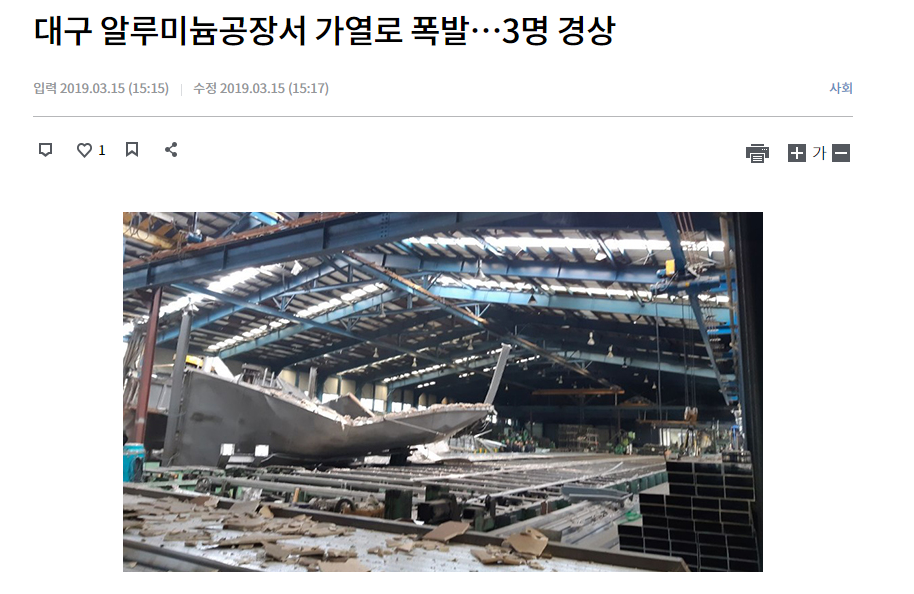 대구 알루미늄공장서 가열로 폭발…3명 경상
입력 2019.03.15 (15:15) | 수정 2019.03.15 (15:17)
사회
1
가